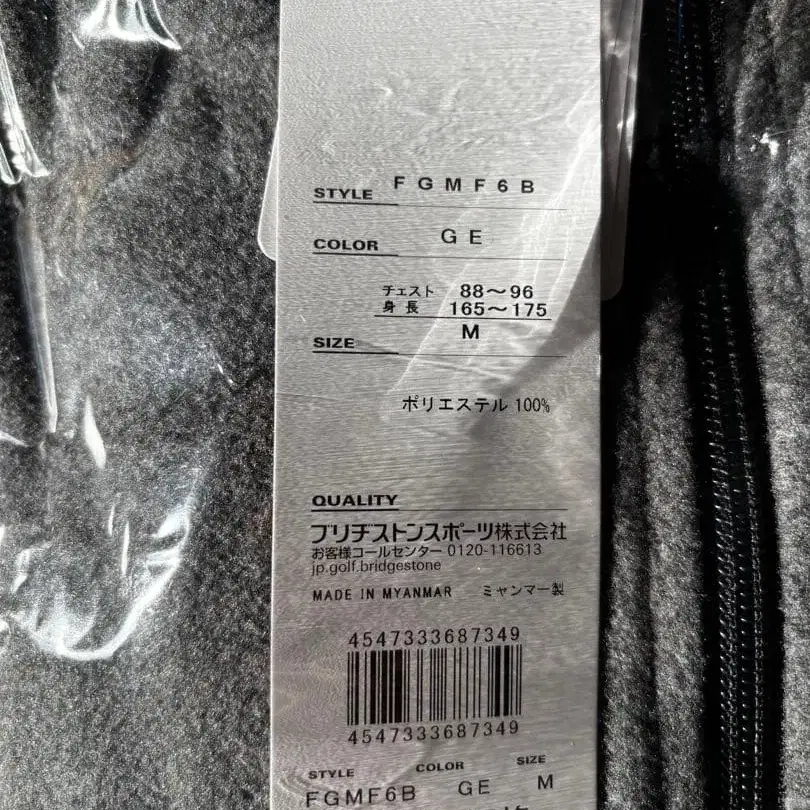 STYLE FGMF6B
COLOR GE
チェスト 88～96
身長 165～175
SIZE M
ポリエステル 100%
QUALITY
ブリヂストンスポーツ株式会社
お客様コールセンター 0120-116613
jp.golf.bridgestone
MADE IN MYANMAR ミャンマー製
4547333687349
4547333687349
STYLE COLOR SIZE
FGMF6B GE M